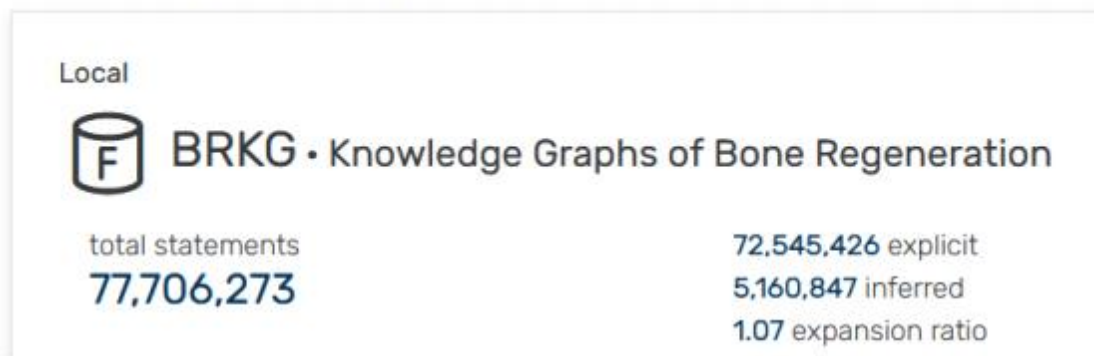 Local
F
BRKG · Knowledge Graphs of Bone Regeneration
total statements
77,706,273
72,545,426 explicit
5,160,847 inferred
1.07 expansion ratio